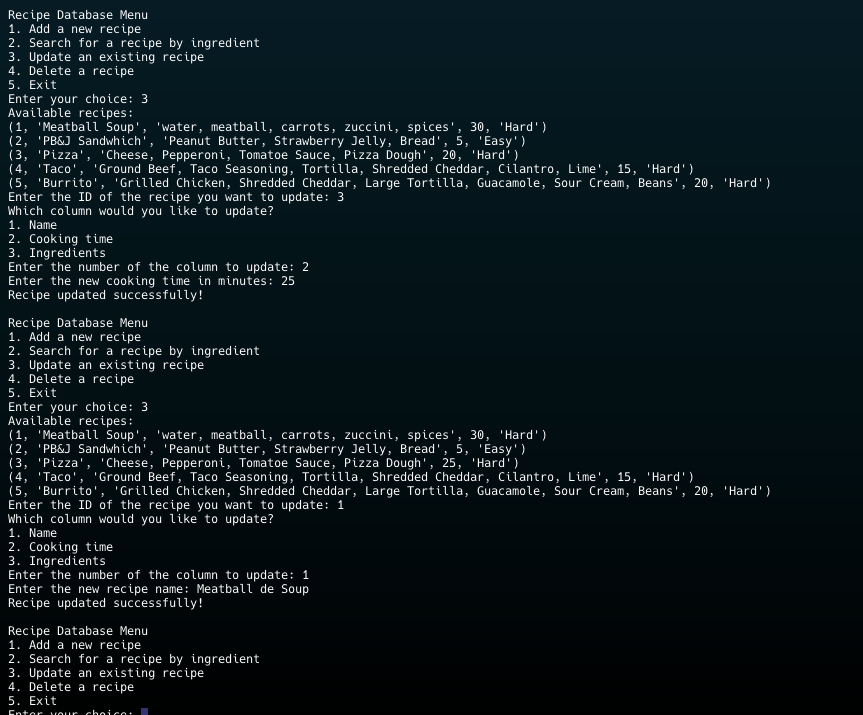 Recipe Database Menu
1. Add a new recipe
2. Search for a recipe by ingredient
3. Update an existing recipe
4. Delete a recipe
5. Exit
Enter your choice: 3
Available recipes:
(1, 'Meatball Soup', 'water, meatball, carrots, zuccini, spices', 30, 'Hard')
(2, 'PB&J Sandwhich', 'Peanut Butter, Strawberry Jelly, Bread', 5, 'Easy')
(3, 'Pizza', 'Cheese, Pepperoni, Tomatoe Sauce, Pizza Dough', 20, 'Hard')
(4, 'Taco', 'Ground Beef, Taco Seasoning, Tortilla, Shredded Cheddar, Cilantro, Lime', 15, 'Hard')
(5, 'Burrito', 'Grilled Chicken, Shredded Cheddar, Large Tortilla, Guacamole, Sour Cream, Beans', 20, 'Hard')
Enter the ID of the recipe you want to update: 3
Which column would you like to update?
1. Name
2. Cooking time
3. Ingredients
Enter the number of the column to update: 2
Enter the new cooking time in minutes: 25
Recipe updated successfully!

Recipe Database Menu
1. Add a new recipe
2. Search for a recipe by ingredient
3. Update an existing recipe
4. Delete a recipe
5. Exit
Enter your choice: 3
Available recipes:
(1, 'Meatball Soup', 'water, meatball, carrots, zuccini, spices', 30, 'Hard')
(2, 'PB&J Sandwhich', 'Peanut Butter, Strawberry Jelly, Bread', 5, 'Easy')
(3, 'Pizza', 'Cheese, Pepperoni, Tomatoe Sauce, Pizza Dough', 25, 'Hard')
(4, 'Taco', 'Ground Beef, Taco Seasoning, Tortilla, Shredded Cheddar, Cilantro, Lime', 15, 'Hard')
(5, 'Burrito', 'Grilled Chicken, Shredded Cheddar, Large Tortilla, Guacamole, Sour Cream, Beans', 20, 'Hard')
Enter the ID of the recipe you want to update: 1
Which column would you like to update?
1. Name
2. Cooking time
3. Ingredients
Enter the number of the column to update: 1
Enter the new recipe name: Meatball de Soup
Recipe updated successfully!

Recipe Database Menu
1. Add a new recipe
2. Search for a recipe by ingredient
3. Update an existing recipe
4. Delete a recipe
5. Exit
Enter your choice: